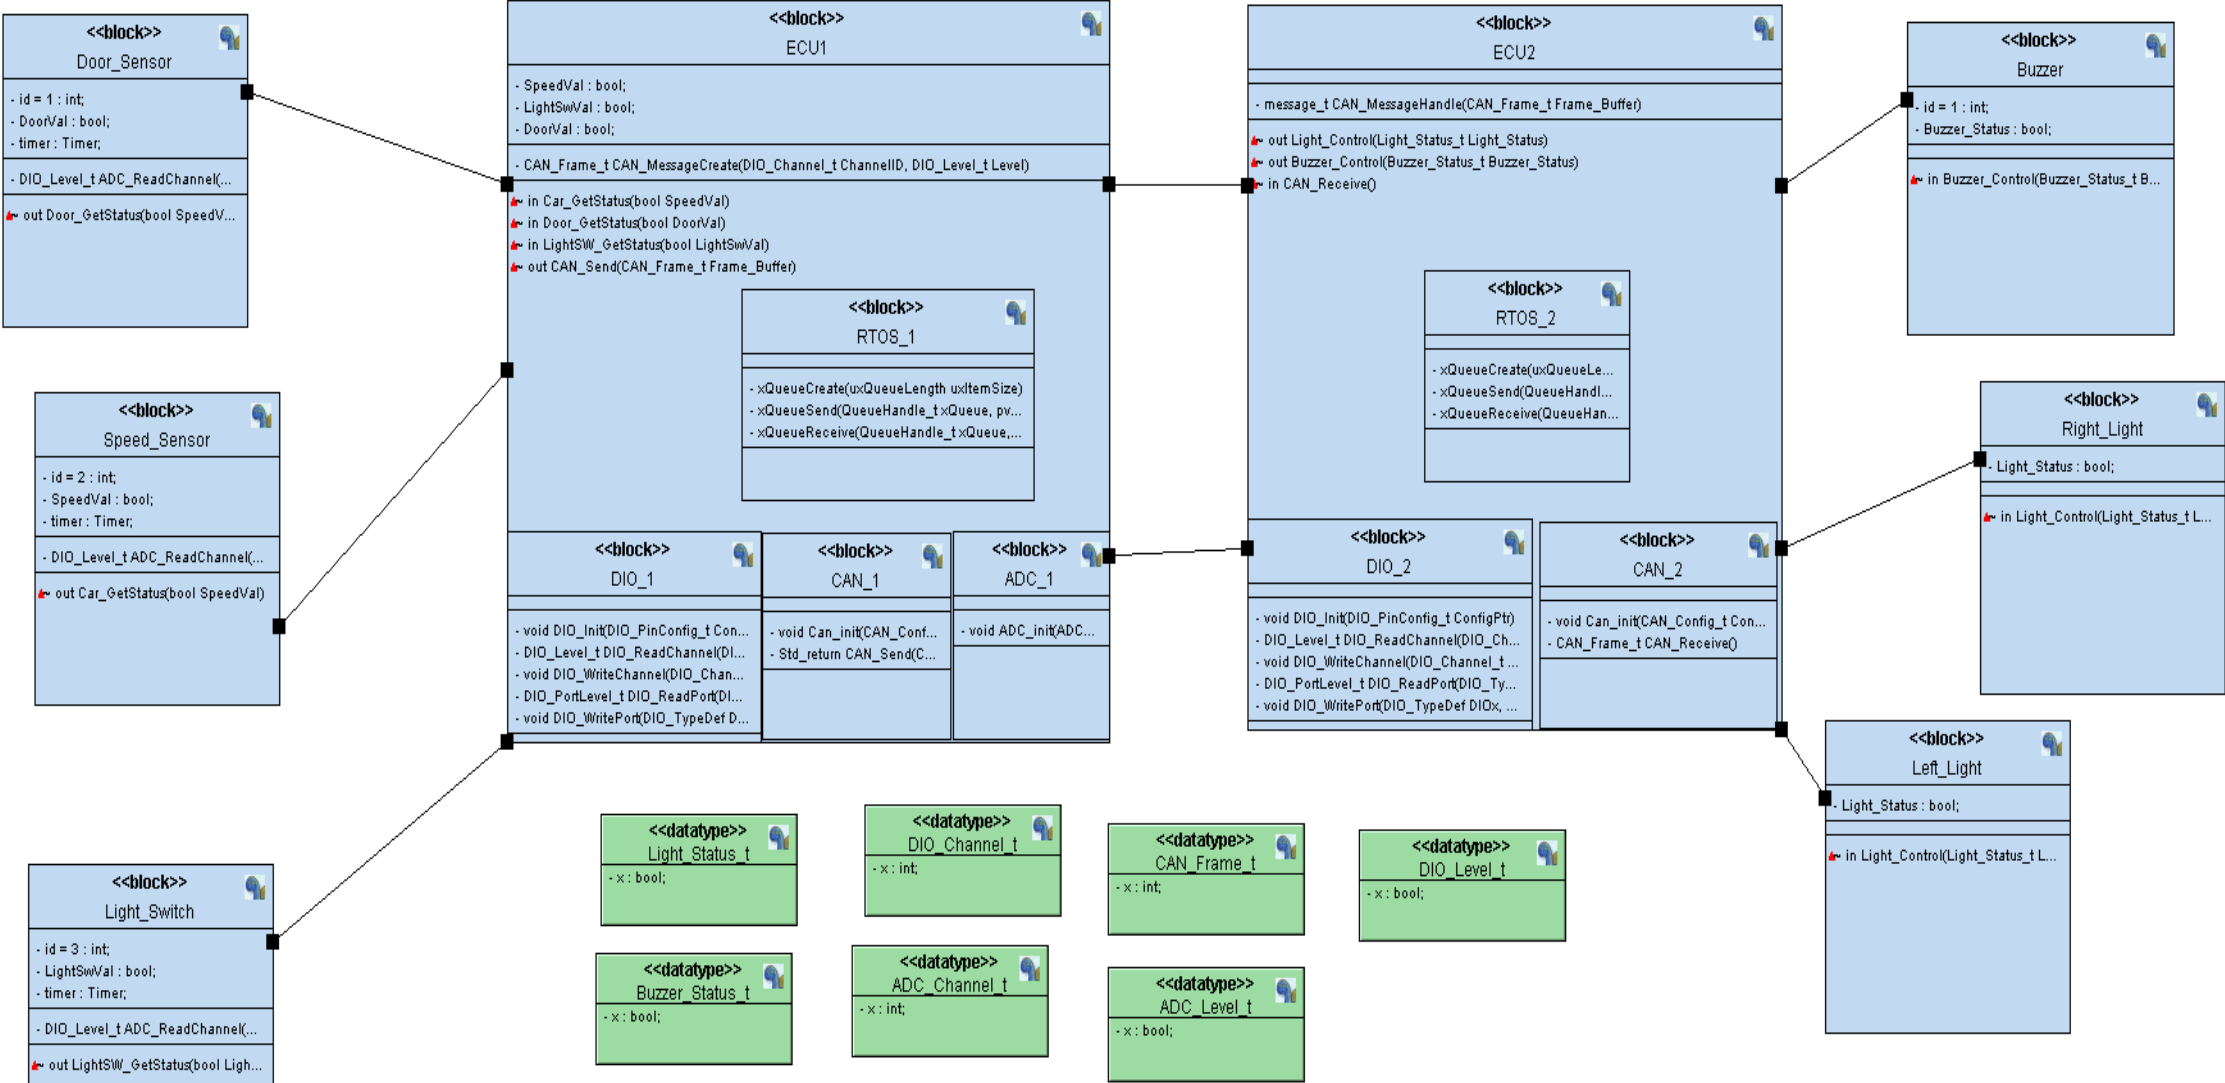 <<block>>
Door_Sensor
- id = 1 : int;
- DoorVal : bool;
- timer : Timer;
- DIO_Level_t ADC_ReadChannel(...
out Door_GetStatus(bool SpeedV...
<<block>>
Speed_Sensor
- id = 2 : int;
- SpeedVal : bool;
- timer : Timer;
- DIO_Level_t ADC_ReadChannel(...
out Car_GetStatus(bool SpeedVal)
<<block>>
Light_Switch
- id = 3 : int;
- LightSwVal : bool;
- timer : Timer;
- DIO_Level_t ADC_ReadChannel(...
out LightSW_GetStatus(bool Ligh...
<<block>>
ECU1
- SpeedVal : bool;
- LightSwVal : bool;
- DoorVal : bool;
- CAN_Frame_t CAN_MessageCreate(DIO_Channel_t ChannelID, DIO_Level_t Level)
in Car_GetStatus(bool SpeedVal)
in Door_GetStatus(bool DoorVal)
in LightSW_GetStatus(bool LightSwVal)
out CAN_Send(CAN_Frame_t Frame_Buffer)
<<block>>
RTOS_1
- xQueueCreate(uxQueueLength uxItemSize)
- xQueueSend(QueueHandle_t xQueue, pv...
- xQueueReceive(QueueHandle_t xQueue,...
<<block>>
DIO_1
- void DIO_Init(DIO_PinConfig_t Con...
- DIO_Level_t DIO_ReadChannel(DI...
- void DIO_WriteChannel(DIO_Chan...
- DIO_PortLevel_t DIO_ReadPort(DI...
- void DIO_WritePort(DIO_TypeDef D...
<<block>>
CAN_1
- void Can_init(CAN_Conf...
- Std_return CAN_Send(C...
<<block>>
ADC_1
- void ADC_init(ADC...
<<block>>
ECU2
- message_t CAN_MessageHandle(CAN_Frame_t Frame_Buffer)
out Light_Control(Light_Status_t Light_Status)
out Buzzer_Control(Buzzer_Status_t Buzzer_Status)
in CAN_Receive()
<<block>>
RTOS_2
- xQueueCreate(uxQueueLe...
- xQueueSend(QueueHandl...
- xQueueReceive(QueueHan...
<<block>>
DIO_2
- void DIO_Init(DIO_PinConfig_t ConfigPtr)
- DIO_Level_t DIO_ReadChannel(DIO_Ch...
- void DIO_WriteChannel(DIO_Channel_t ...
- DIO_PortLevel_t DIO_ReadPort(DIO_Ty...
- void DIO_WritePort(DIO_TypeDef DIOx, ...
<<block>>
CAN_2
- void Can_init(CAN_Config_t Con...
- CAN_Frame_t CAN_Receive()
<<block>>
Buzzer
- id = 1 : int;
- Buzzer_Status : bool;
in Buzzer_Control(Buzzer_Status_t B...
<<block>>
Right_Light
- Light_Status : bool;
in Light_Control(Light_Status_t L...
<<block>>
Left_Light
- Light_Status : bool;
in Light_Control(Light_Status_t L...
<<datatype>>
Light_Status_t
- x : bool;
<<datatype>>
DIO_Channel_t
- x : int;
<<datatype>>
CAN_Frame_t
- x : int;
<<datatype>>
DIO_Level_t
- x : bool;
<<datatype>>
Buzzer_Status_t
- x : bool;
<<datatype>>
ADC_Channel_t
- x : int;
<<datatype>>
ADC_Level_t
- x : bool;